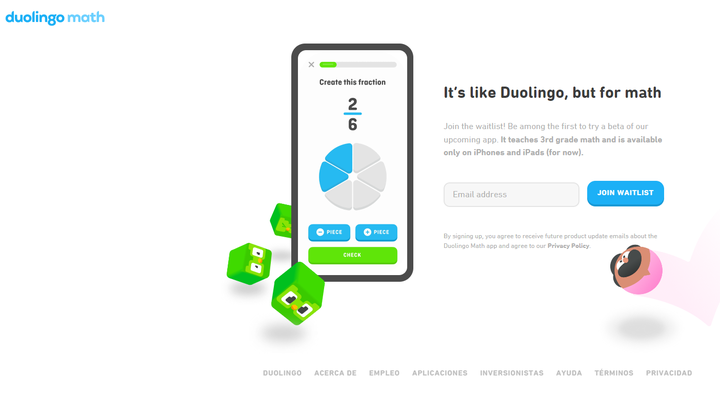 duolingo math
Create this fraction
2
6
PIECE
PIECE
CHECK
It's like Duolingo, but for math
Join the waitlist! Be among the first to try a beta of our
upcoming app. It teaches 3rd grade math and is available
only on iPhones and iPads (for now).
Email address
JOIN WAITLIST
By signing up, you agree to receive future product update emails about the
Duolingo Math app and agree to our Privacy Policy.
DUOLINGO ACERCA DE EMPLEO APLICACIONES INVERSIONISTAS AYUDA TÉRMINOS PRIVACIDAD